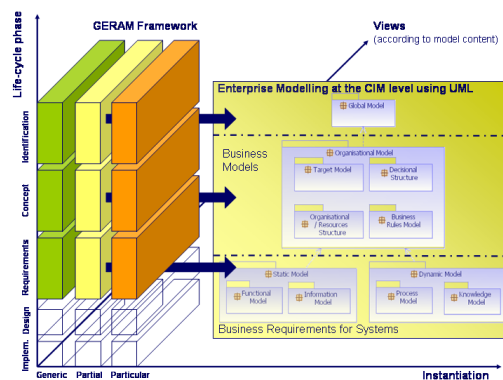 GERAM Framework
Views
(according to model content)
Life-cycle phase
Identification
Concept
Requirements
Design
Implem.
Enterprise Modelling at the CIM level using UML
Global Model
Business
Models
Organisational Model
Target Model
Decisional
Structure
Organisational
/ Resources
Structure
Business
Rules Model
Static Model
Dynamic Model
Functional
Model
Information
Model
Process
Model
Knowledge
Model
Business Requirements for Systems
Generic
Partial
Particular
Instantiation